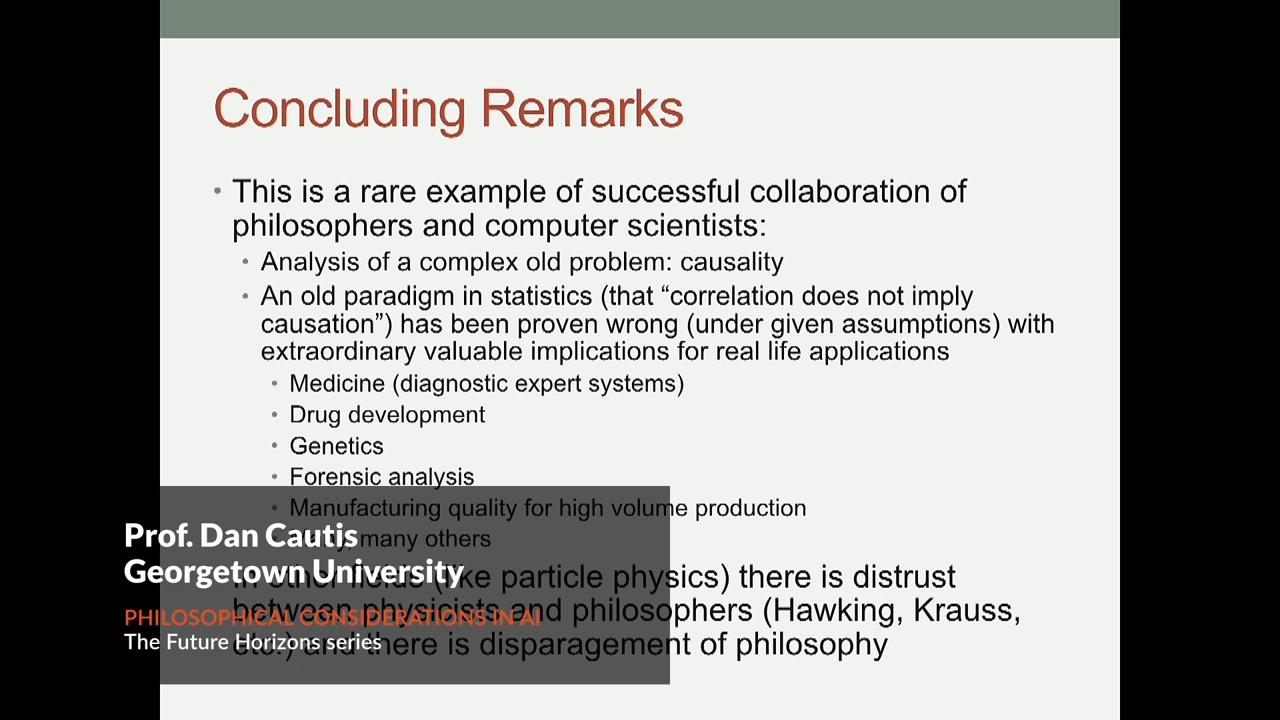 Concluding Remarks
• This is a rare example of successful collaboration of
philosophers and computer scientists:
• Analysis of a complex old problem: causality
• An old paradigm in statistics (that “correlation does not imply
causation”) has been proven wrong (under given assumptions) with
extraordinary valuable implications for real life applications
• Medicine (diagnostic expert systems)
• Drug development
• Genetics
• Forensic analysis
• Manufacturing quality for high volume production
many others
fields (like particle physics) there is distrust
between physicists and philosophers (Hawking, Krauss,
etc.) and there is disparagement of philosophy
Prof. Dan Cautis
Georgetown University
PHILOSOPHICAL CONSIDERATIONS IN AI
The Future Horizons series